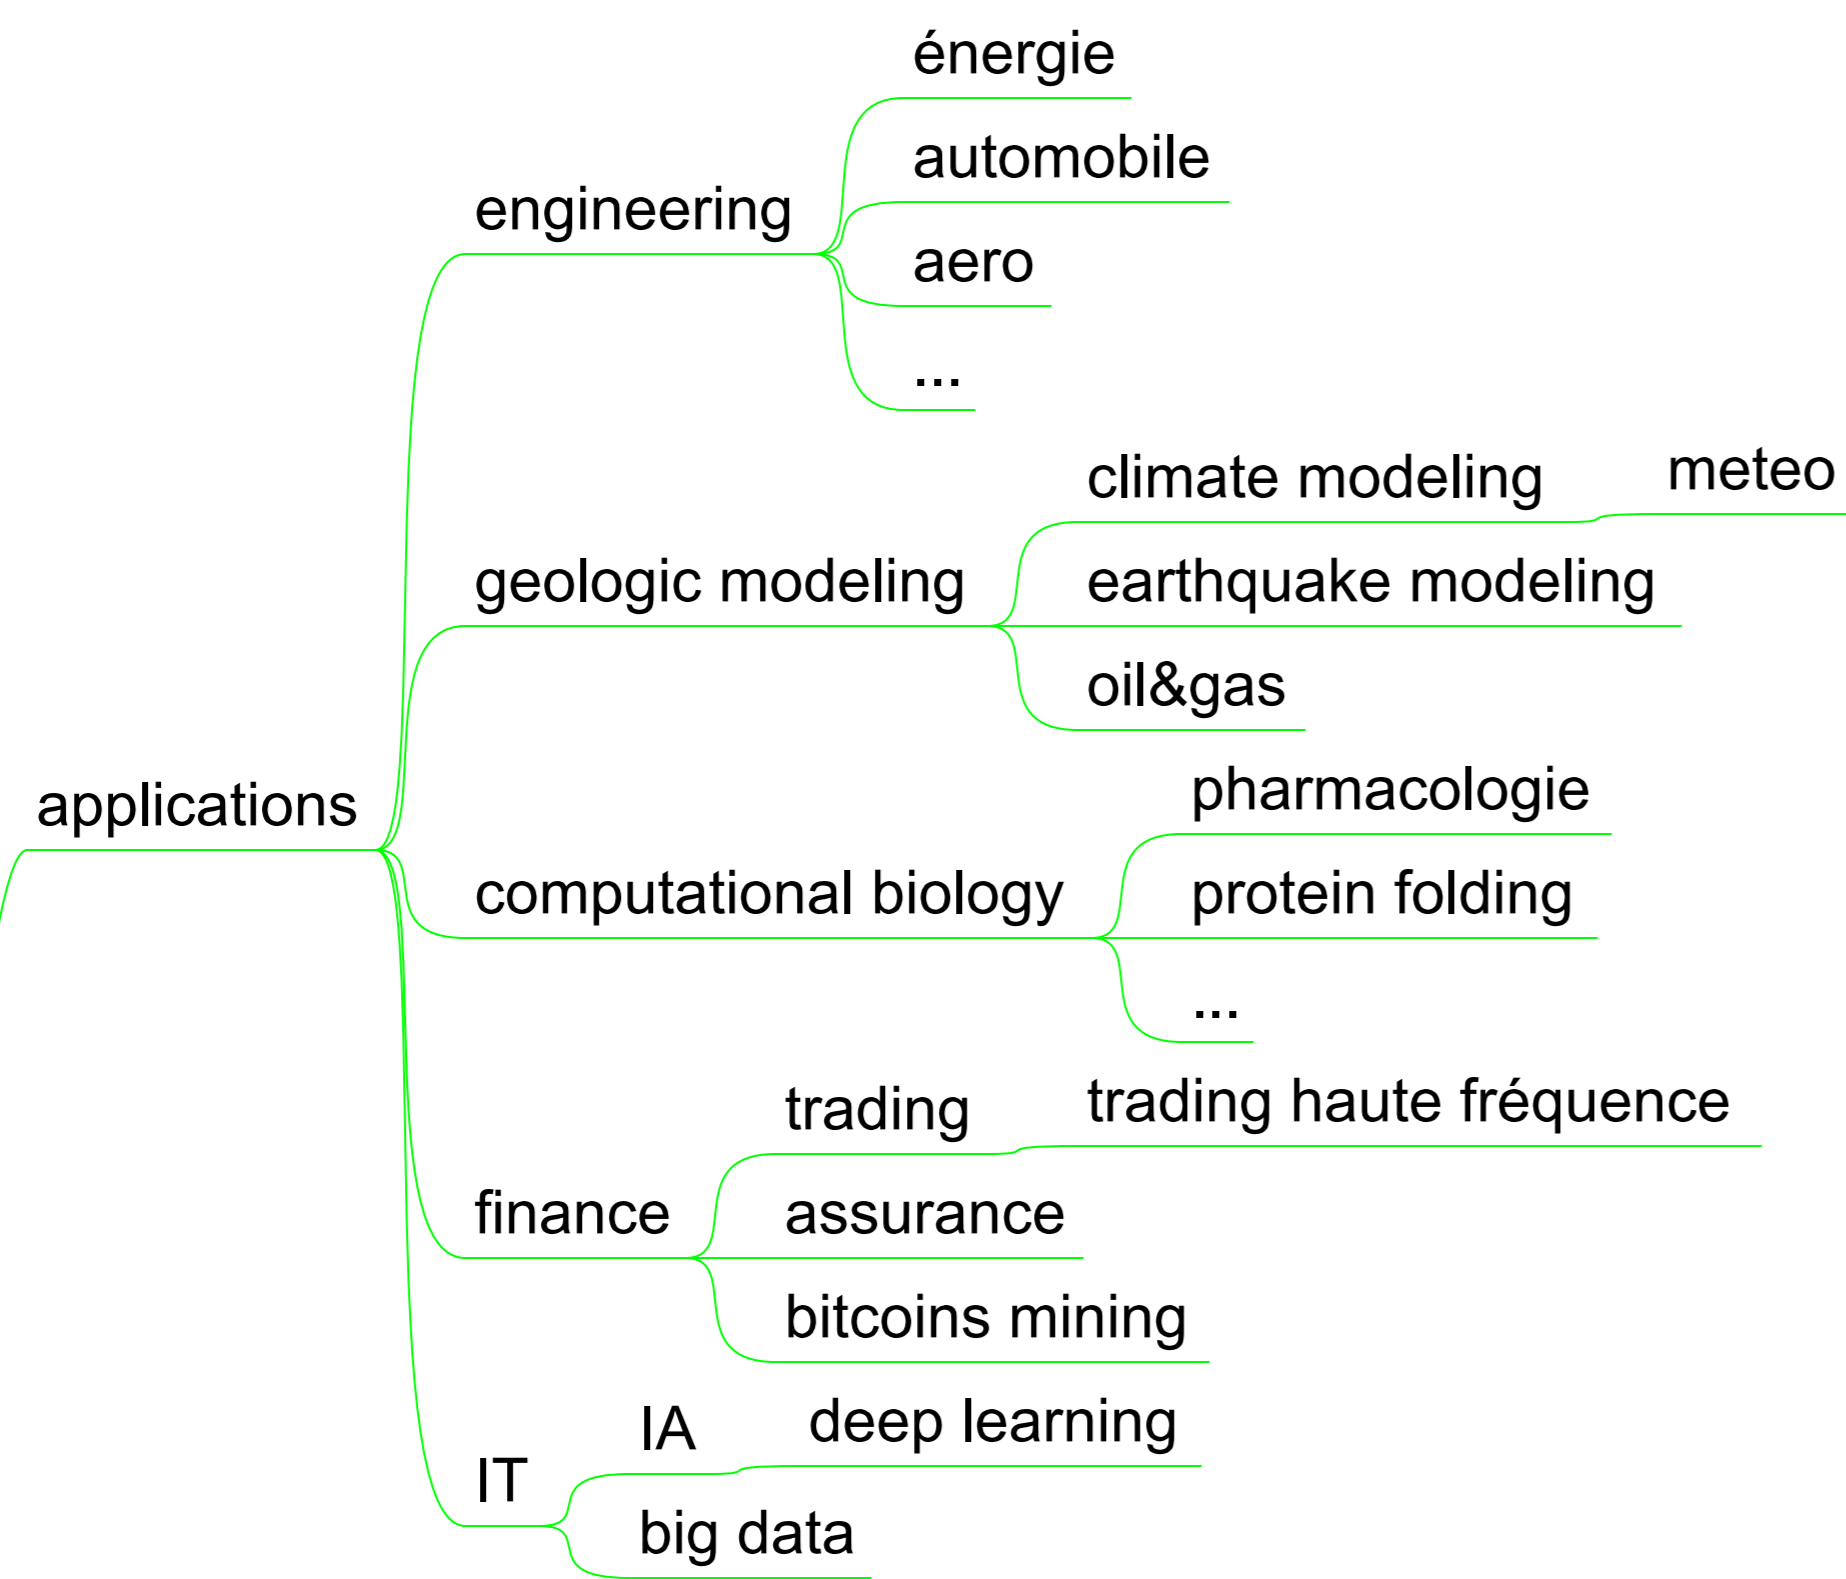 applications
engineering
énergie
automobile
aero
...
geologic modeling
climate modeling
meteo
earthquake modeling
oil&gas
computational biology
pharmacologie
protein folding
...
finance
trading
trading haute fréquence
assurance
bitcoins mining
IT
IA
deep learning
big data